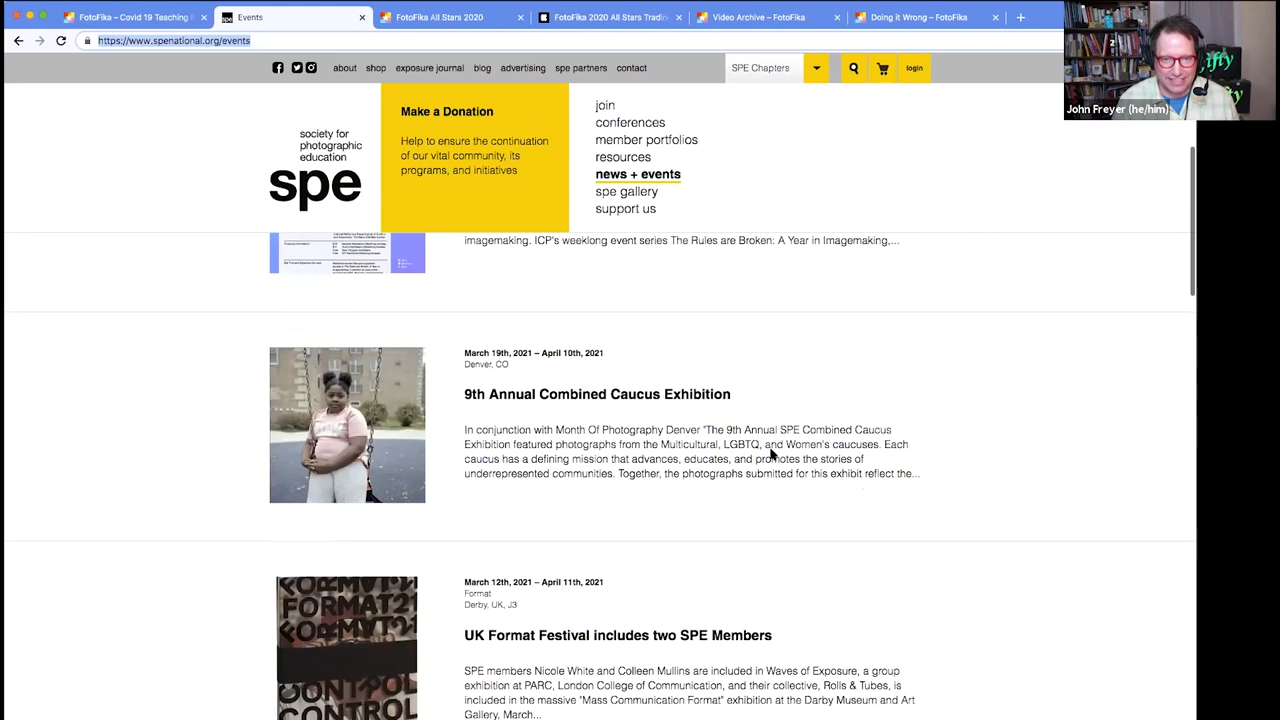 FotoFika – Covid 19 Teaching
Events
FotoFika All Stars 2020
FotoFika 2020 All Stars Tradin
Video Archive – FotoFika
Doing it Wrong – FotoFika
https://www.spenational.org/events
about
shop
exposure journal
blog
advertising
spe partners
contact
SPE Chapters
login
society for
photographic
education
spe
Make a Donation
Help to ensure the continuation
of our vital community, its
programs, and initiatives
join
conferences
member portfolios
resources
news + events
spe gallery
support us
2
John Freyer (he/him)
imagemaking. ICP's weeklong event series The Rules are Broken: A Year in Imagemaking,...
March 19th, 2021 – April 10th, 2021
Denver, CO
9th Annual Combined Caucus Exhibition
In conjunction with Month Of Photography Denver "The 9th Annual SPE Combined Caucus
Exhibition featured photographs from the Multicultural, LGBTQ, and Women's caucuses. Each
caucus has a defining mission that advances, educates, and promotes the stories of
underrepresented communities. Together, the photographs submitted for this exhibit reflect the...
FORMAT21
CONTROL
March 12th, 2021 – April 11th, 2021
Format
Derby, UK, J3
UK Format Festival includes two SPE Members
SPE members Nicole White and Colleen Mullins are included in Waves of Exposure, a group
exhibition at PARC, London College of Communication, and their collective, Rolls & Tubes, is
included in the massive "Mass Communication Format" exhibition at the Darby Museum and Art
Gallery, March...